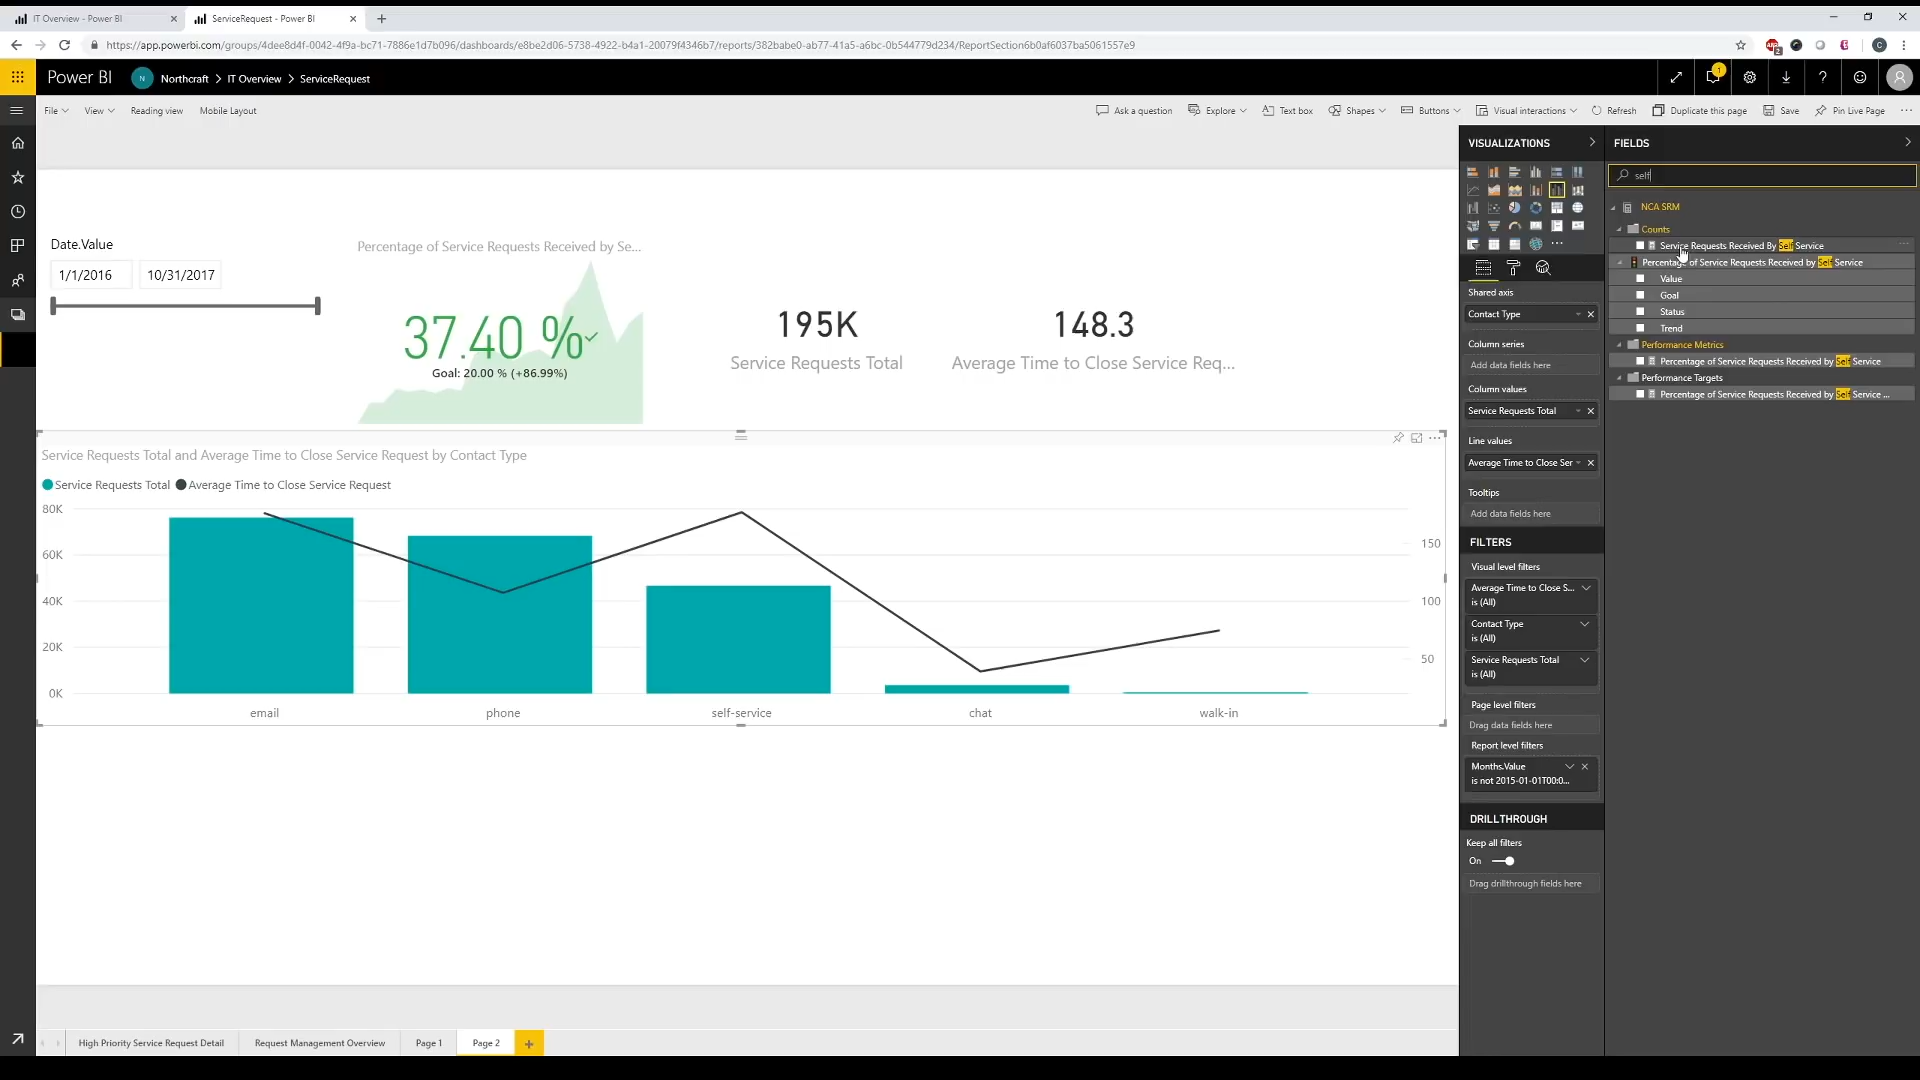 IT Overview - Power BI
ServiceRequest - Power BI
https://app.powerbi.com/groups/4dee8d4f-0042-4f9a-bc71-7886e1d7b096/dashboards/e8be2d06-5738-4922-b4a1-20079f4346b7/reports/382babe0-ab77-41a5-a6bc-0b544779d234/ReportSection6b0af6037ba5061557e9
Power BI N Northcraft > IT Overview > ServiceRequest
File View Reading view Mobile Layout
Ask a question Explore Text box Shapes Buttons Visual interactions Refresh Duplicate this page Save Pin Live Page
Date.Value
1/1/2016 10/31/2017
Percentage of Service Requests Received by Se...
37.40 %
Goal: 20.00 % (+86.99%)
195K
Service Requests Total
148.3
Average Time to Close Service Req...
Service Requests Total and Average Time to Close Service Request by Contact Type
Service Requests Total Average Time to Close Service Request
80K
60K
40K
20K
0K
150
100
50
email phone self-service chat walk-in
High Priority Service Request Detail Request Management Overview Page 1 Page 2 +
VISUALIZATIONS
Shared axis
Contact Type
Column series
Add data fields here
Column values
Service Requests Total
Line values
Average Time to Close Ser
Tooltips
Add data fields here
FILTERS
Visual level filters
Average Time to Close S...
is (All)
Contact Type
is (All)
Service Requests Total
is (All)
Page level filters
Drag data fields here
Report level filters
Months.Value
is not 2015-01-01T00:0...
DRILLTHROUGH
Keep all filters
On
Drag drillthrough fields here
FIELDS
self
NCA SRM
Counts
Service Requests Received By Self Service
Percentage of Service Requests Received by Self Service
Value
Goal
Status
Trend
Performance Metrics
Percentage of Service Requests Received by Self Service
Performance Targets
Percentage of Service Requests Received by Self Service ...